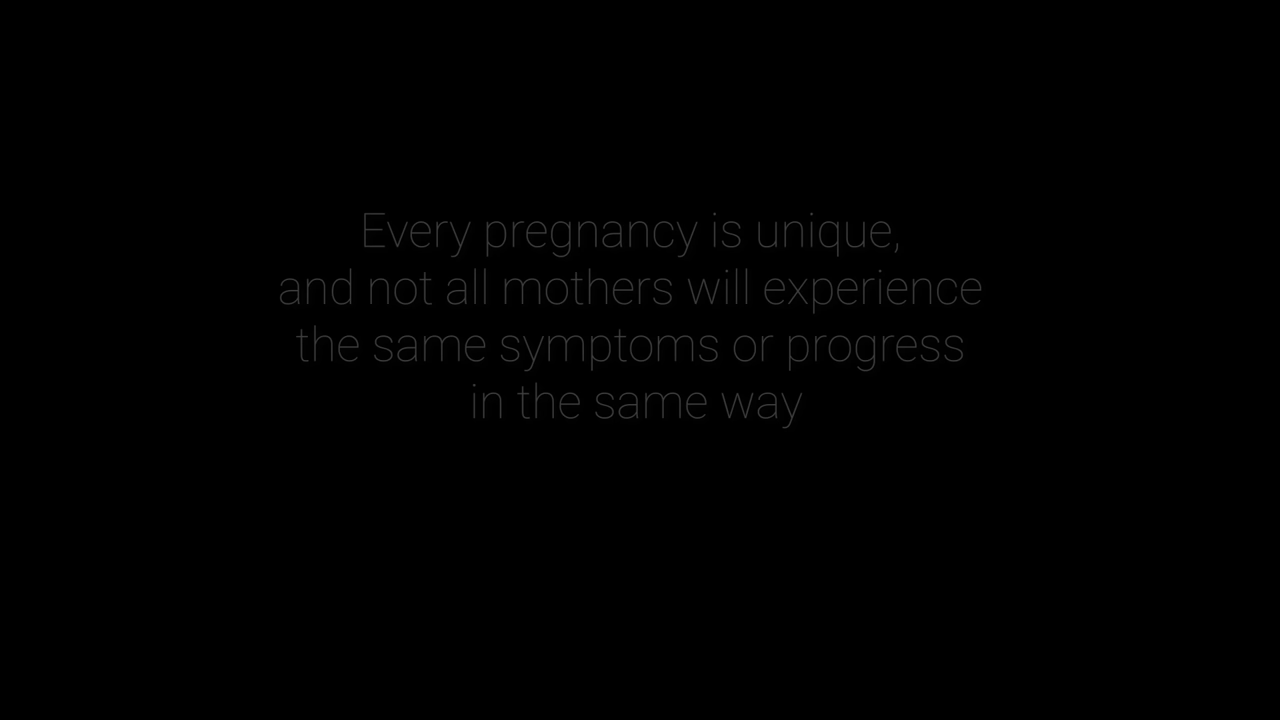 Every pregnancy is unique,
and not all mothers will experience
the same symptoms or progress
in the same way